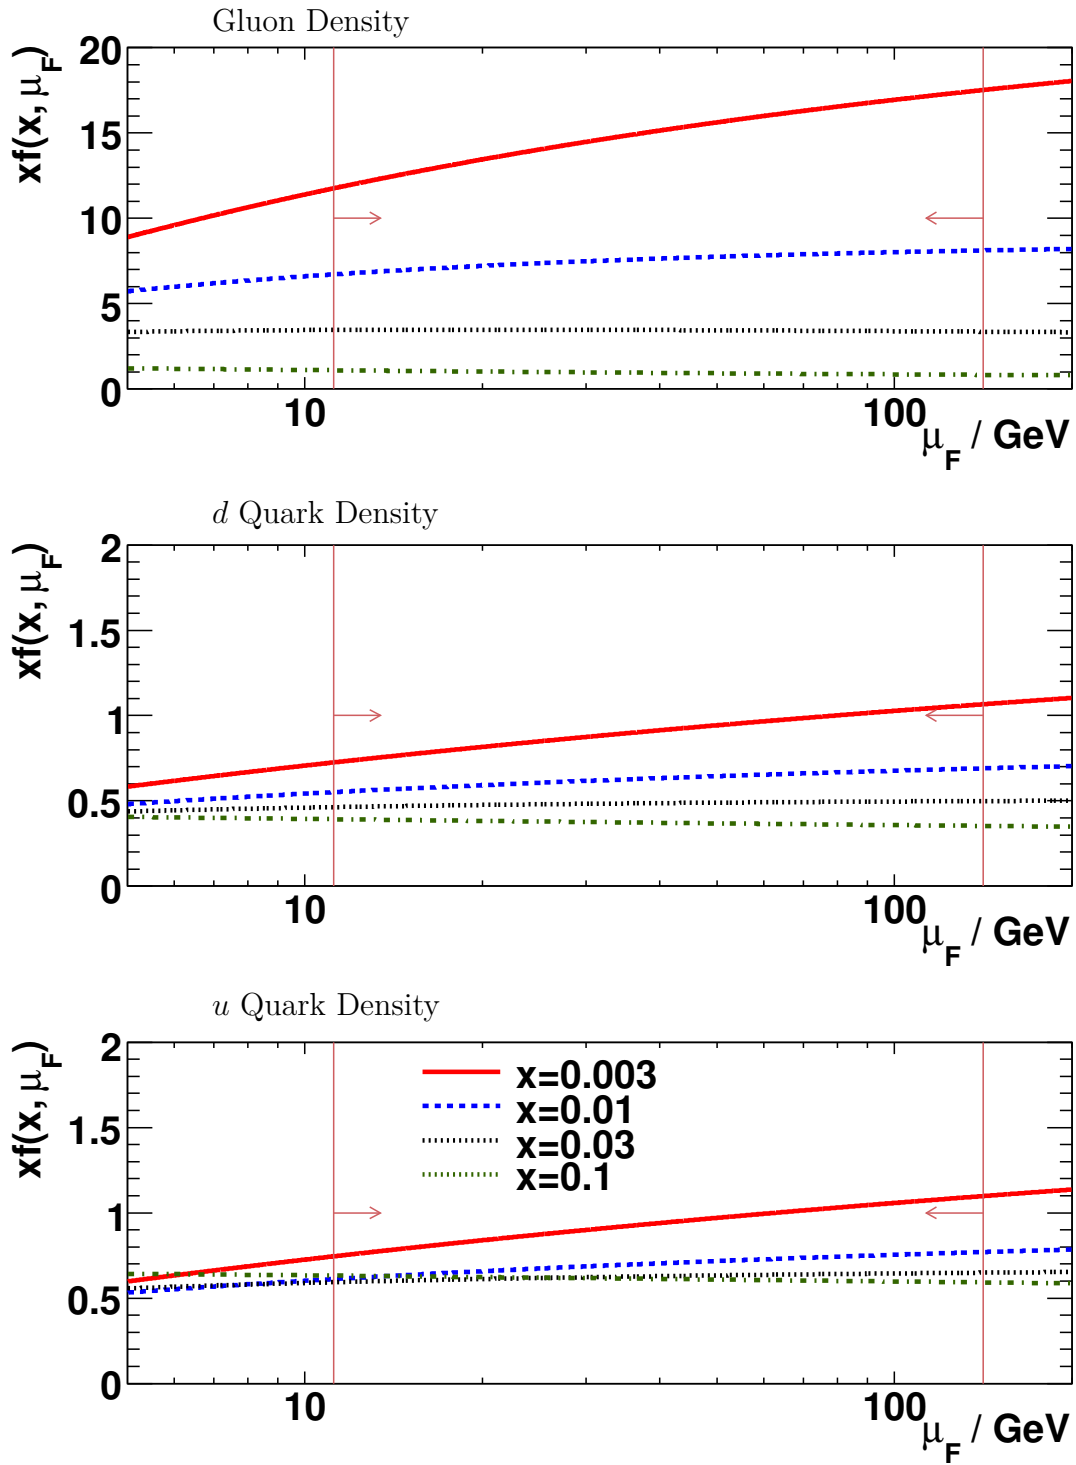 Gluon Density
xf(x, μF)
20
15
10
5
0
10
100
μF / GeV
d Quark Density
xf(x, μF)
2
1.5
1
0.5
0
10
100
μF / GeV
u Quark Density
xf(x, μF)
2
1.5
1
0.5
0
x=0.003
x=0.01
x=0.03
x=0.1
10
100
μF / GeV